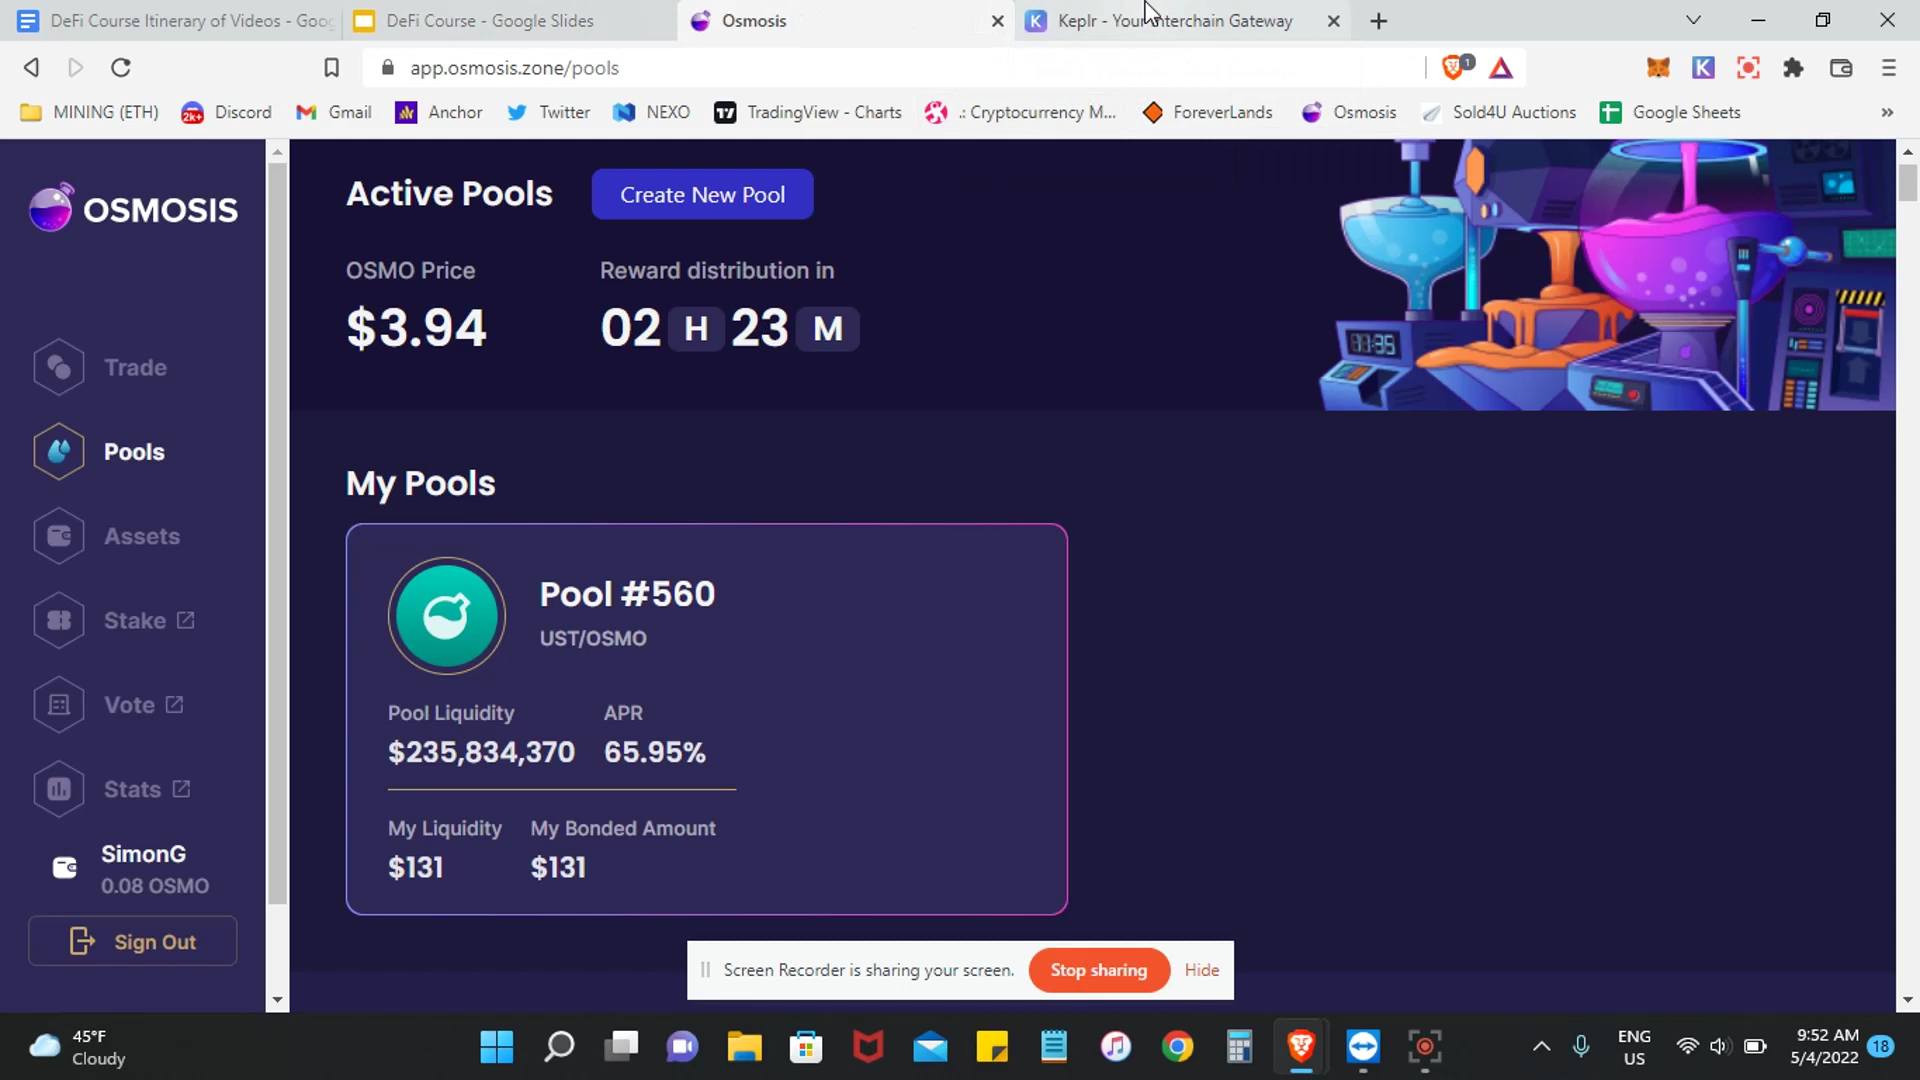 DeFi Course Itinerary of Videos - Goog
DeFi Course - Google Slides
Osmosis
Keplr - Your Interchain Gateway
app.osmosis.zone/pools
1
MINING (ETH)
2k+
Discord
Gmail
Anchor
Twitter
NEXO
TradingView - Charts
.: Cryptocurrency M...
ForeverLands
Osmosis
Sold4U Auctions
Google Sheets
»
OSMOSIS
Trade
Pools
Assets
Stake
Vote
Stats
SimonG
0.08 OSMO
Sign Out
Active Pools
Create New Pool
OSMO Price
Reward distribution in
$3.94
02 H 23 M
11:35
My Pools
Pool #560
UST/OSMO
Pool Liquidity
APR
$235,834,370
65.95%
My Liquidity
My Bonded Amount
$131
$131
Screen Recorder is sharing your screen.
Stop sharing
Hide
45°F
Cloudy
ENG
US
9:52 AM
5/4/2022
18